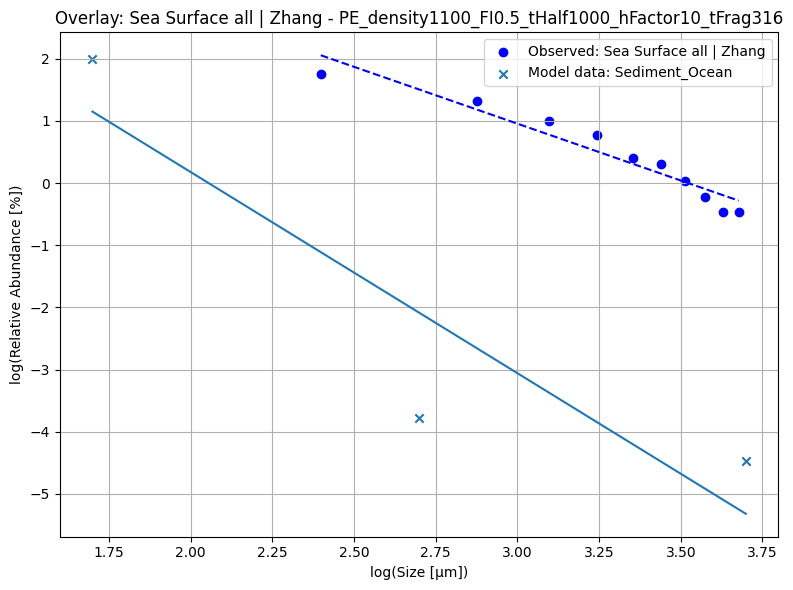 Overlay: Sea Surface all | Zhang - PE_density1100_FI0.5_tHalf1000_hFactor10_tFrag316
Observed: Sea Surface all | Zhang
Model data: Sediment_Ocean
log(Relative Abundance [%])
2
1
0
−1
−2
−3
−4
−5
1.75 2.00 2.25 2.50 2.75 3.00 3.25 3.50 3.75
log(Size [µm])